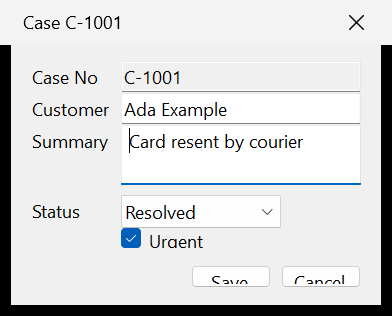 Case C-1001
Case No C-1001
Customer Ada Example
Summary Card resent by courier
Status Resolved
Urgent
Save Cancel